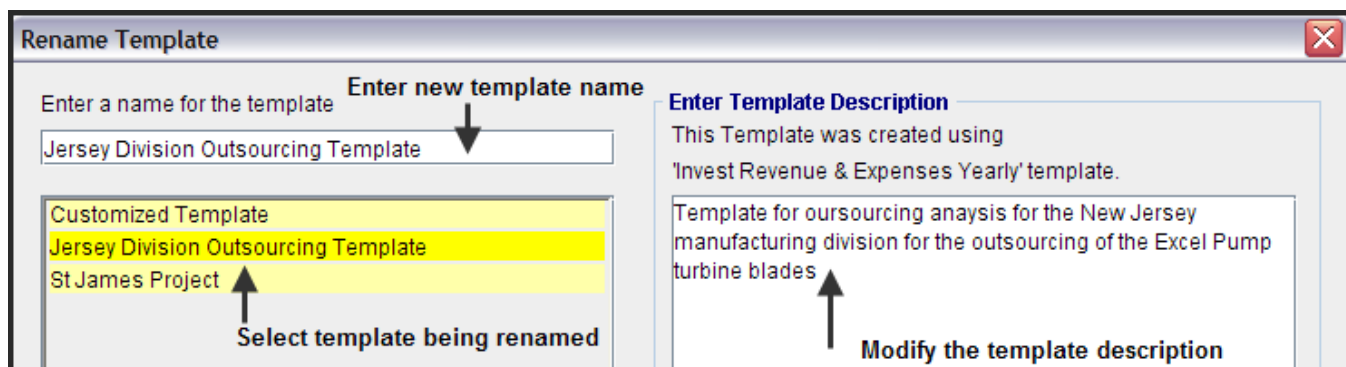 Rename Template
Enter a name for the template
Enter new template name
Jersey Division Outsourcing Template
Customized Template
Jersey Division Outsourcing Template
St James Project
Select template being renamed
Enter Template Description
This Template was created using
'Invest Revenue & Expenses Yearly' template.
Template for oursourcing anaysis for the New Jersey
manufacturing division for the outsourcing of the Excel Pump
turbine blades
Modify the template description